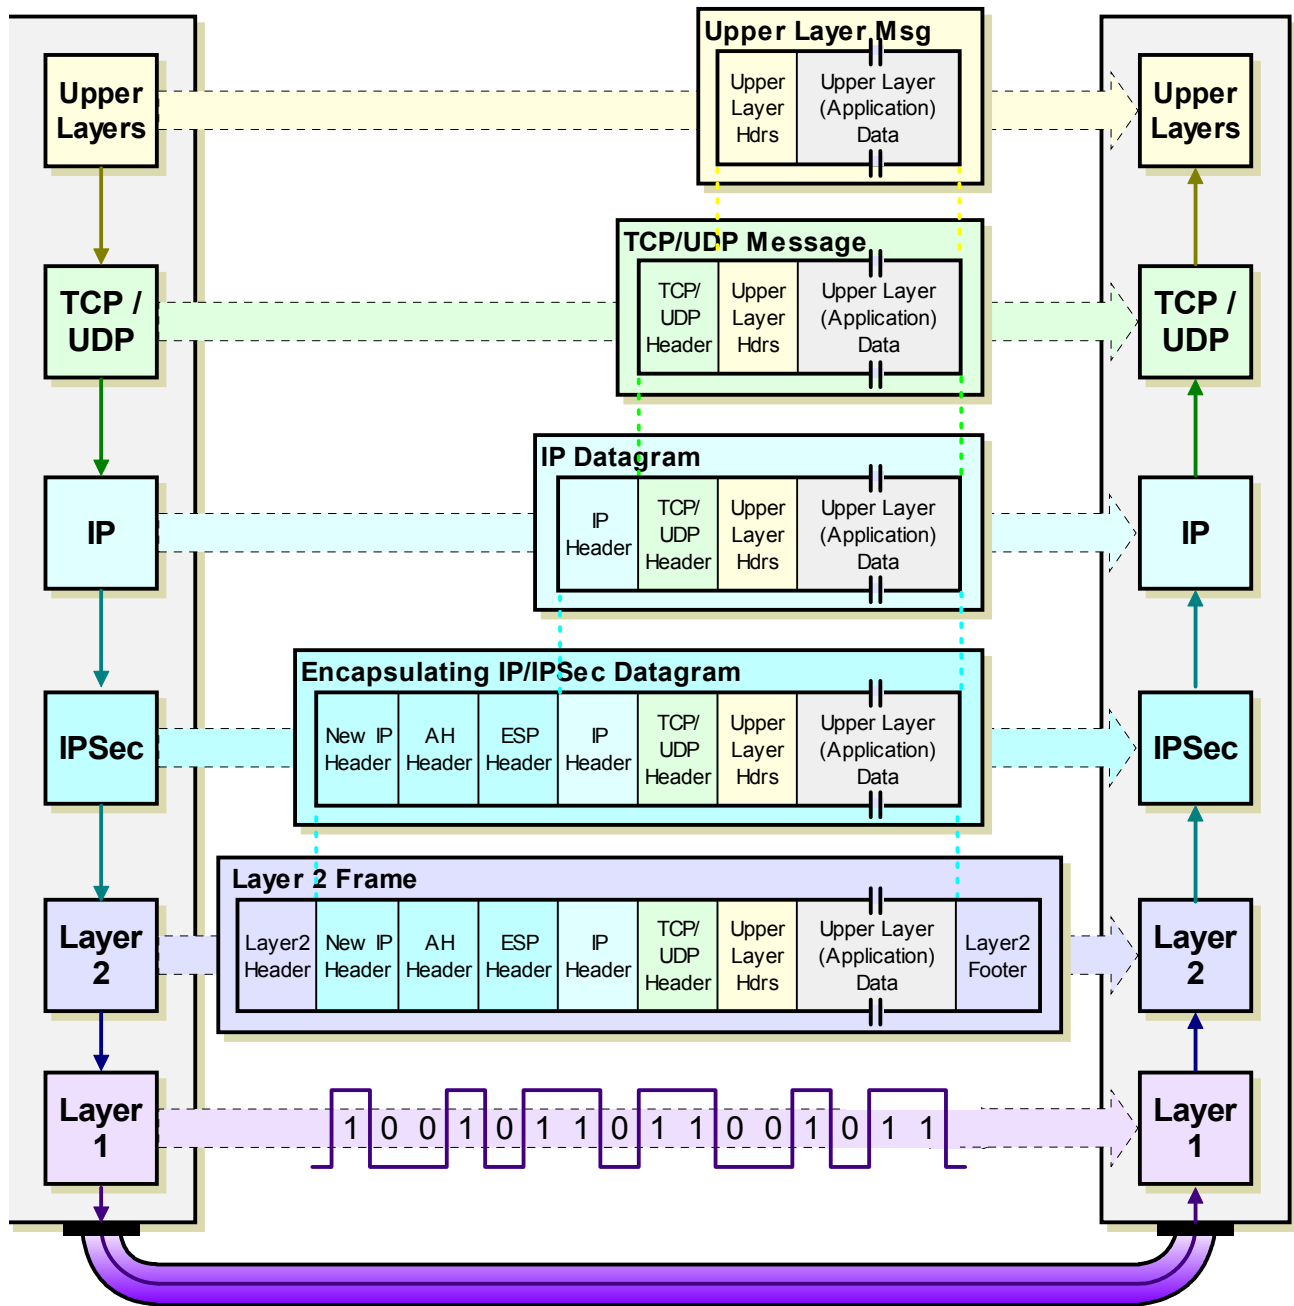 Upper Layer Msg
Upper
Layers
Upper
Layer
Hdrs
Upper Layer
(Application)
Data
Upper
Layers
TCP/UDP Message
TCP /
UDP
TCP/
UDP
Header
Upper
Layer
Hdrs
Upper Layer
(Application)
Data
TCP /
UDP
IP Datagram
IP
IP
Header
TCP/
UDP
Header
Upper
Layer
Hdrs
Upper Layer
(Application)
Data
IP
Encapsulating IP/IPSec Datagram
IPSec
New IP
Header
AH
Header
ESP
Header
IP
Header
TCP/
UDP
Header
Upper
Layer
Hdrs
Upper Layer
(Application)
Data
IPSec
Layer 2 Frame
Layer
2
Layer2
Header
New IP
Header
AH
Header
ESP
Header
IP
Header
TCP/
UDP
Header
Upper
Layer
Hdrs
Upper Layer
(Application)
Data
Layer2
Footer
Layer
2
Layer
1
1 0 0 1 0 1 1 0 1 1 0 0 1 0 1 1
Layer
1